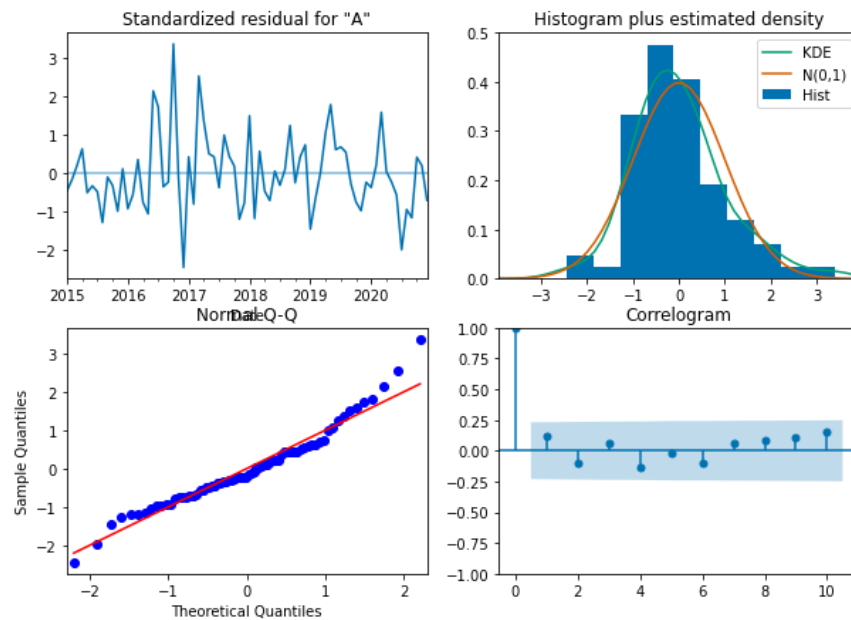 Standardized residual for "A"
3
2
1
0
−1
−2
2015 2016 2017 2018 2019 2020
Date
Histogram plus estimated density
KDE
N(0,1)
Hist
0.5
0.4
0.3
0.2
0.1
0.0
−3 −2 −1 0 1 2 3
Normal Q-Q
Sample Quantiles
3
2
1
0
−1
−2
−2 −1 0 1 2
Theoretical Quantiles
Correlogram
1.00
0.75
0.50
0.25
0.00
−0.25
−0.50
−0.75
−1.00
0 2 4 6 8 10